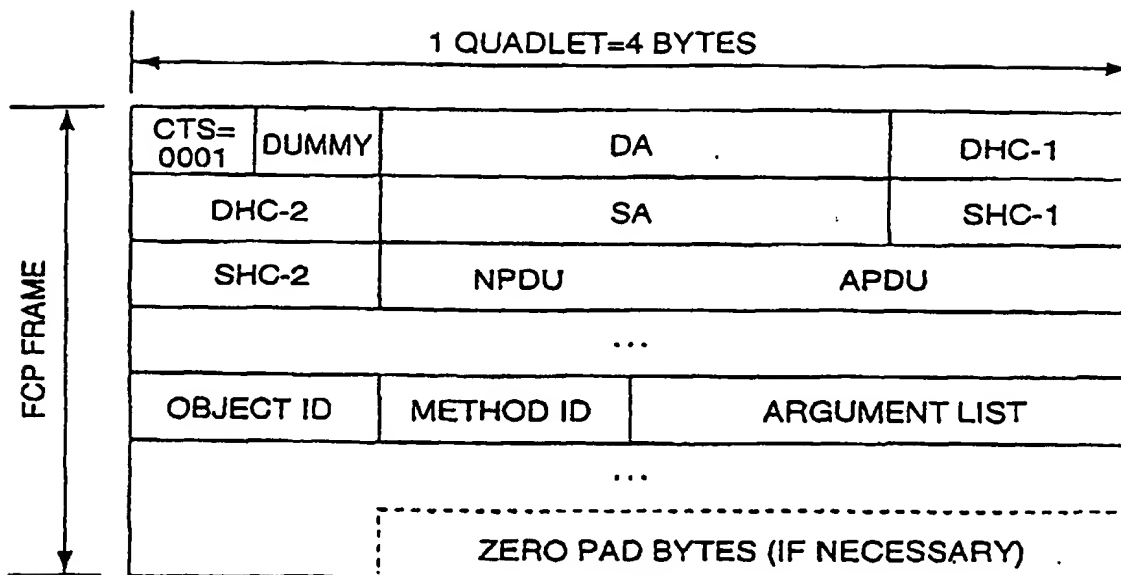 1 QUADLET=4 BYTES
FCP FRAME
CTS=
0001
DUMMY
DA
DHC-1
DHC-2
SA
SHC-1
SHC-2
NPDU
APDU
...
OBJECT ID
METHOD ID
ARGUMENT LIST
...
ZERO PAD BYTES (IF NECESSARY)